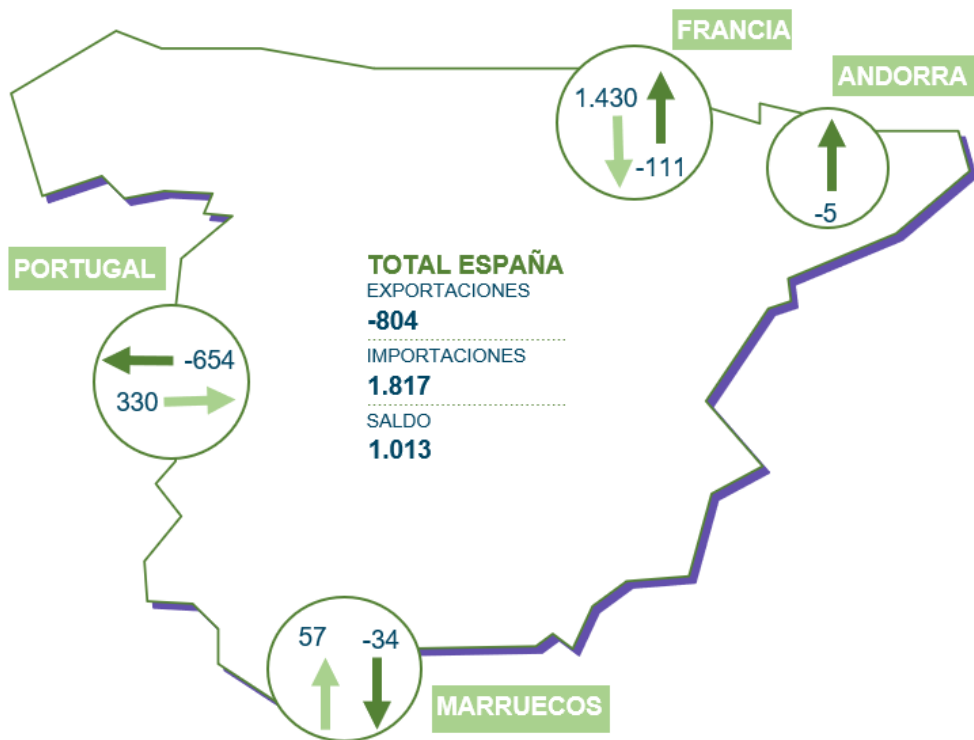 FRANCIA
1.430
-111
ANDORRA
-5
PORTUGAL
-654
330
TOTAL ESPAÑA
EXPORTACIONES
-804
IMPORTACIONES
1.817
SALDO
1.013
57
-34
MARRUECOS